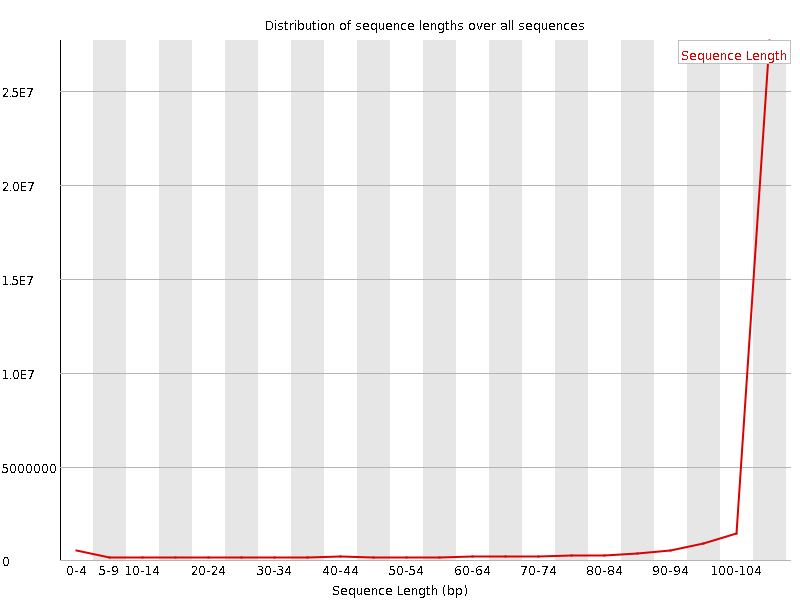 Distribution of sequence lengths over all sequences
Sequence Length
2.5E7
2.0E7
1.5E7
1.0E7
5000000
0
0-4 5-9 10-14 20-24 30-34 40-44 50-54 60-64 70-74 80-84 90-94 100-104
Sequence Length (bp)